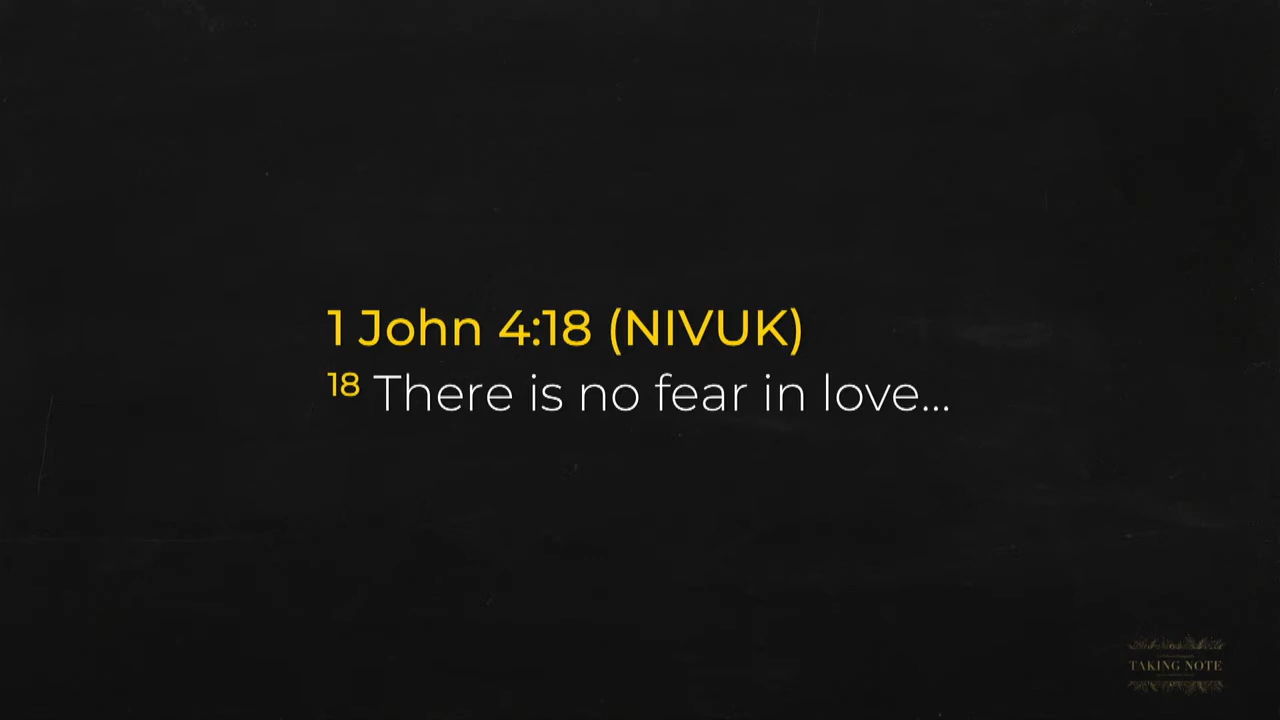 1 John 4:18 (NIVUK)
18 There is no fear in love...
TAKING NOTE